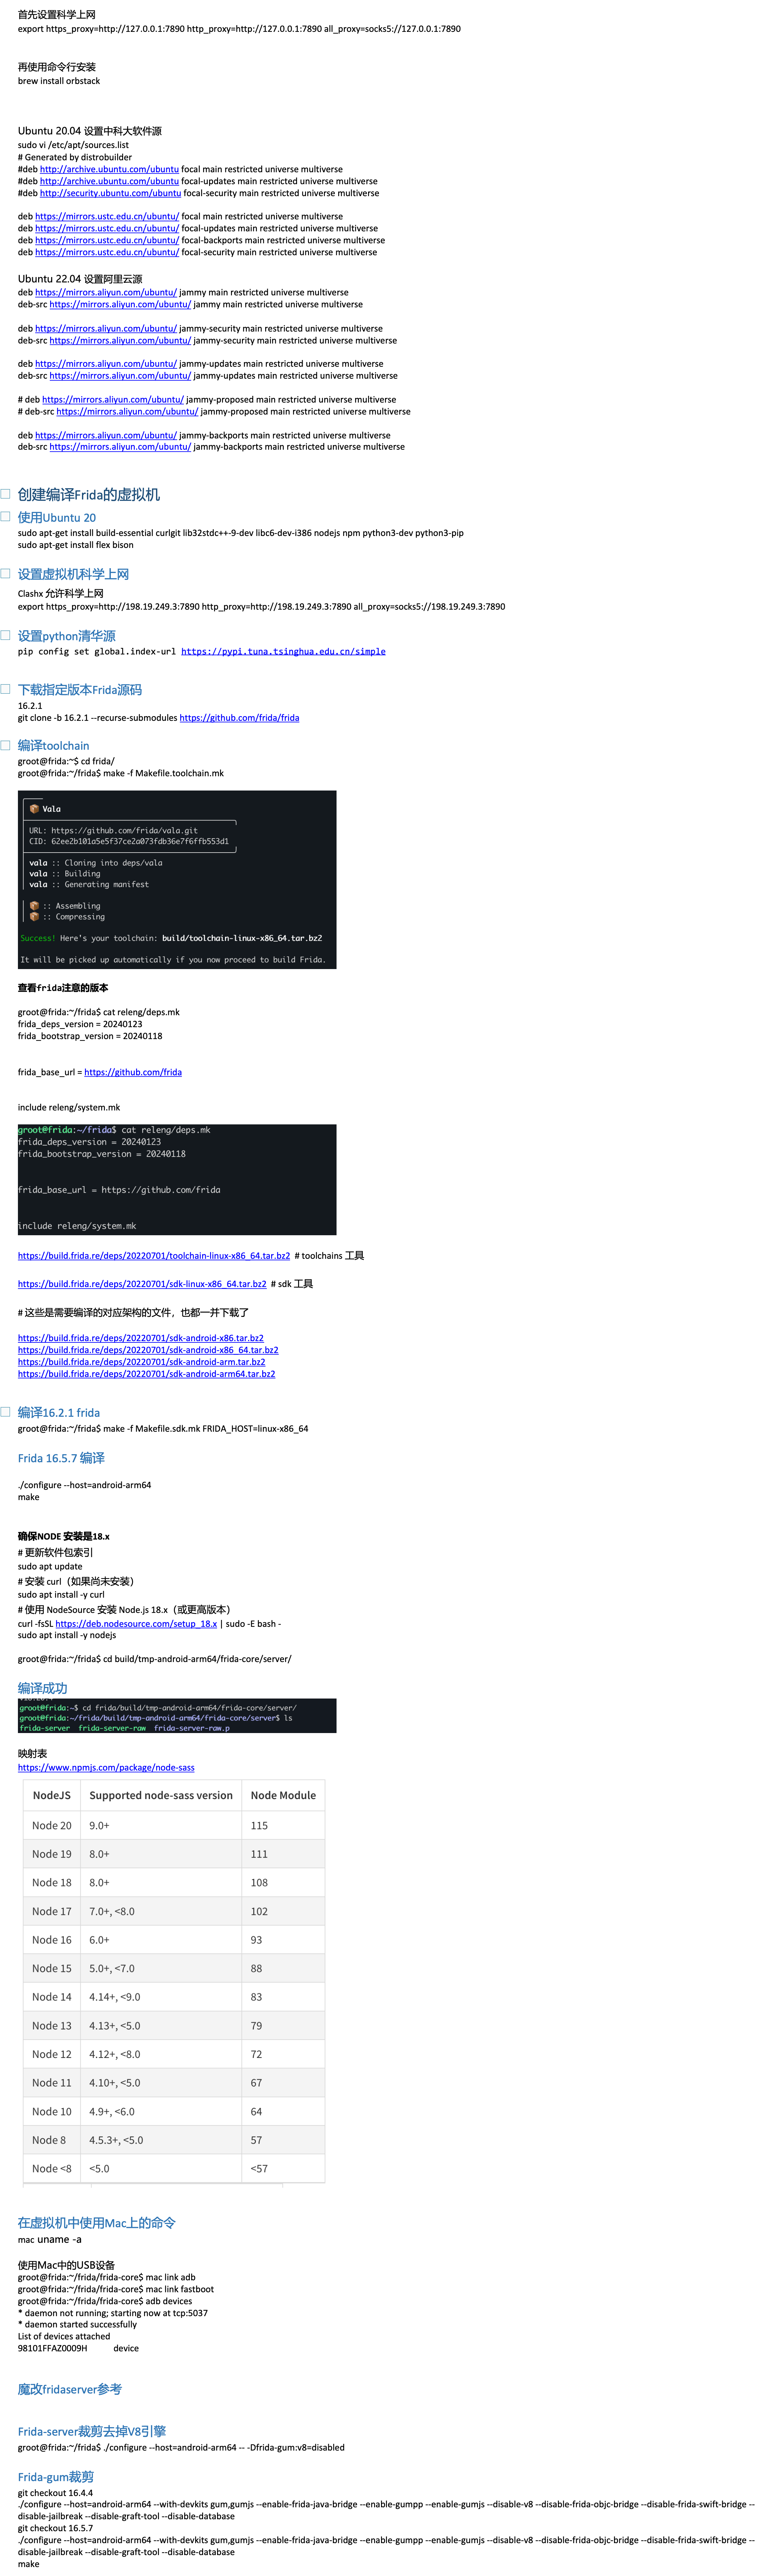 首先设置科学上网
export https_proxy=http://127.0.0.1:7890 http_proxy=http://127.0.0.1:7890 all_proxy=socks5://127.0.0.1:7890
再使用命令行安装
brew install orbstack
Ubuntu 20.04 设置中科大软件源
sudo vi /etc/apt/sources.list
# Generated by distrobuilder
#deb http://archive.ubuntu.com/ubuntu focal main restricted universe multiverse
#deb http://archive.ubuntu.com/ubuntu focal-updates main restricted universe multiverse
#deb http://security.ubuntu.com/ubuntu focal-security main restricted universe multiverse
deb https://mirrors.ustc.edu.cn/ubuntu/ focal main restricted universe multiverse
deb https://mirrors.ustc.edu.cn/ubuntu/ focal-updates main restricted universe multiverse
deb https://mirrors.ustc.edu.cn/ubuntu/ focal-backports main restricted universe multiverse
deb https://mirrors.ustc.edu.cn/ubuntu/ focal-security main restricted universe multiverse
Ubuntu 22.04 设置阿里云源
deb https://mirrors.aliyun.com/ubuntu/ jammy main restricted universe multiverse
deb-src https://mirrors.aliyun.com/ubuntu/ jammy main restricted universe multiverse
deb https://mirrors.aliyun.com/ubuntu/ jammy-security main restricted universe multiverse
deb-src https://mirrors.aliyun.com/ubuntu/ jammy-security main restricted universe multiverse
deb https://mirrors.aliyun.com/ubuntu/ jammy-updates main restricted universe multiverse
deb-src https://mirrors.aliyun.com/ubuntu/ jammy-updates main restricted universe multiverse
# deb https://mirrors.aliyun.com/ubuntu/ jammy-proposed main restricted universe multiverse
# deb-src https://mirrors.aliyun.com/ubuntu/ jammy-proposed main restricted universe multiverse
deb https://mirrors.aliyun.com/ubuntu/ jammy-backports main restricted universe multiverse
deb-src https://mirrors.aliyun.com/ubuntu/ jammy-backports main restricted universe multiverse
创建编译Frida的虚拟机
使用Ubuntu 20
sudo apt-get install build-essential curlgit lib32stdc++-9-dev libc6-dev-i386 nodejs npm python3-dev python3-pip
sudo apt-get install flex bison
设置虚拟机科学上网
Clashx 允许科学上网
export https_proxy=http://198.19.249.3:7890 http_proxy=http://198.19.249.3:7890 all_proxy=socks5://198.19.249.3:7890
设置python清华源
pip config set global.index-url https://pypi.tuna.tsinghua.edu.cn/simple
下载指定版本Frida源码
16.2.1
git clone -b 16.2.1 --recurse-submodules https://github.com/frida/frida
编译toolchain
groot@frida:~$ cd frida/
groot@frida:~/frida$ make -f Makefile.toolchain.mk
📦 Vala
URL: https://github.com/frida/vala.git
CID: 62ee2b101a5e5f37ce2a073fdb36e7f6ffb553d1
vala :: Cloning into deps/vala
vala :: Building
vala :: Generating manifest
📦 :: Assembling
📦 :: Compressing
Success! Here's your toolchain: build/toolchain-linux-x86_64.tar.bz2
It will be picked up automatically if you now proceed to build Frida.
查看frida注意的版本
groot@frida:~/frida$ cat releng/deps.mk
frida_deps_version = 20240123
frida_bootstrap_version = 20240118
frida_base_url = https://github.com/frida
include releng/system.mk
groot@frida:~/frida$ cat releng/deps.mk
frida_deps_version = 20240123
frida_bootstrap_version = 20240118
frida_base_url = https://github.com/frida
include releng/system.mk
https://build.frida.re/deps/20220701/toolchain-linux-x86_64.tar.bz2 # toolchains 工具
https://build.frida.re/deps/20220701/sdk-linux-x86_64.tar.bz2 # sdk 工具
# 这些是需要编译的对应架构的文件，也都一并下载了
https://build.frida.re/deps/20220701/sdk-android-x86.tar.bz2
https://build.frida.re/deps/20220701/sdk-android-x86_64.tar.bz2
https://build.frida.re/deps/20220701/sdk-android-arm.tar.bz2
https://build.frida.re/deps/20220701/sdk-android-arm64.tar.bz2
编译16.2.1 frida
groot@frida:~/frida$ make -f Makefile.sdk.mk FRIDA_HOST=linux-x86_64
Frida 16.5.7 编译
./configure --host=android-arm64
make
确保NODE 安装是18.x
# 更新软件包索引
sudo apt update
# 安装 curl（如果尚未安装）
sudo apt install -y curl
# 使用 NodeSource 安装 Node.js 18.x（或更高版本）
curl -fsSL https://deb.nodesource.com/setup_18.x | sudo -E bash -
sudo apt install -y nodejs
groot@frida:~/frida$ cd build/tmp-android-arm64/frida-core/server/
编译成功
groot@frida:~$ cd frida/build/tmp-android-arm64/frida-core/server/
groot@frida:~/frida/build/tmp-android-arm64/frida-core/server$ ls
frida-server frida-server-raw frida-server-raw.p
映射表
https://www.npmjs.com/package/node-sass
NodeJS Supported node-sass version Node Module
Node 20 9.0+ 115
Node 19 8.0+ 111
Node 18 8.0+ 108
Node 17 7.0+, <8.0 102
Node 16 6.0+ 93
Node 15 5.0+, <7.0 88
Node 14 4.14+, <9.0 83
Node 13 4.13+, <5.0 79
Node 12 4.12+, <8.0 72
Node 11 4.10+, <5.0 67
Node 10 4.9+, <6.0 64
Node 8 4.5.3+, <5.0 57
Node <8 <5.0 <57
在虚拟机中使用Mac上的命令
mac uname -a
使用Mac中的USB设备
groot@frida:~/frida/frida-core$ mac link adb
groot@frida:~/frida/frida-core$ mac link fastboot
groot@frida:~/frida/frida-core$ adb devices
* daemon not running; starting now at tcp:5037
* daemon started successfully
List of devices attached
98101FFAZ0009H device
魔改fridaserver参考
Frida-server裁剪去掉V8引擎
groot@frida:~/frida$ ./configure --host=android-arm64 -- -Dfrida-gum:v8=disabled
Frida-gum裁剪
git checkout 16.4.4
./configure --host=android-arm64 --with-devkits gum,gumjs --enable-frida-java-bridge --enable-gumpp --enable-gumjs --disable-v8 --disable-frida-objc-bridge --disable-frida-swift-bridge --
disable-jailbreak --disable-graft-tool --disable-database
git checkout 16.5.7
./configure --host=android-arm64 --with-devkits gum,gumjs --enable-frida-java-bridge --enable-gumpp --enable-gumjs --disable-v8 --disable-frida-objc-bridge --disable-frida-swift-bridge --
disable-jailbreak --disable-graft-tool --disable-database
make